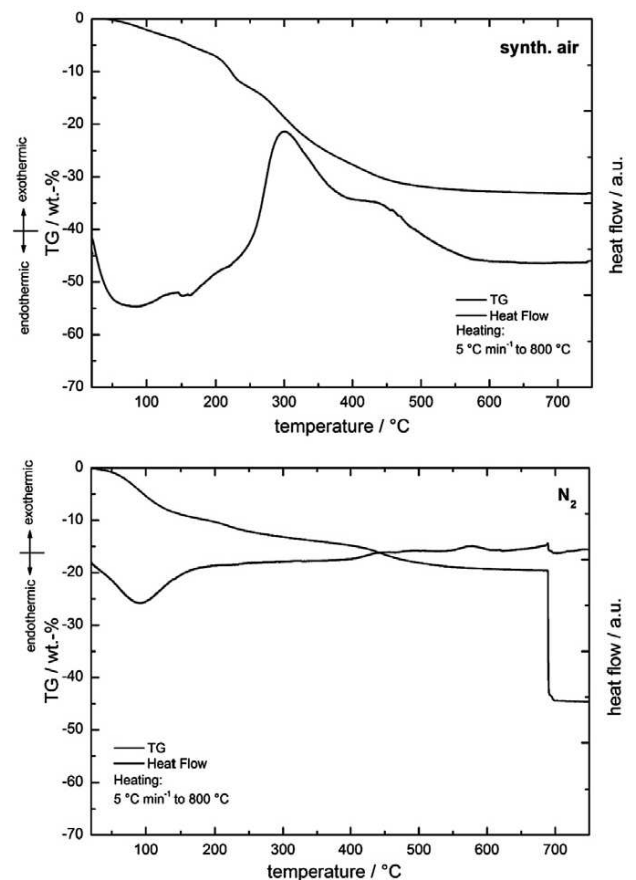 0
-10
-20
-30
-40
-50
-60
-70
synth. air
endothermic
exothermic
TG / wt.-%
heat flow / a.u.
TG
Heat Flow
Heating:
5 °C min⁻¹ to 800 °C
100 200 300 400 500 600 700
temperature / °C
0
-10
-20
-30
-40
-50
-60
-70
N₂
endothermic
exothermic
TG / wt.-%
heat flow / a.u.
TG
Heat Flow
Heating:
5 °C min⁻¹ to 800 °C
100 200 300 400 500 600 700
temperature / °C